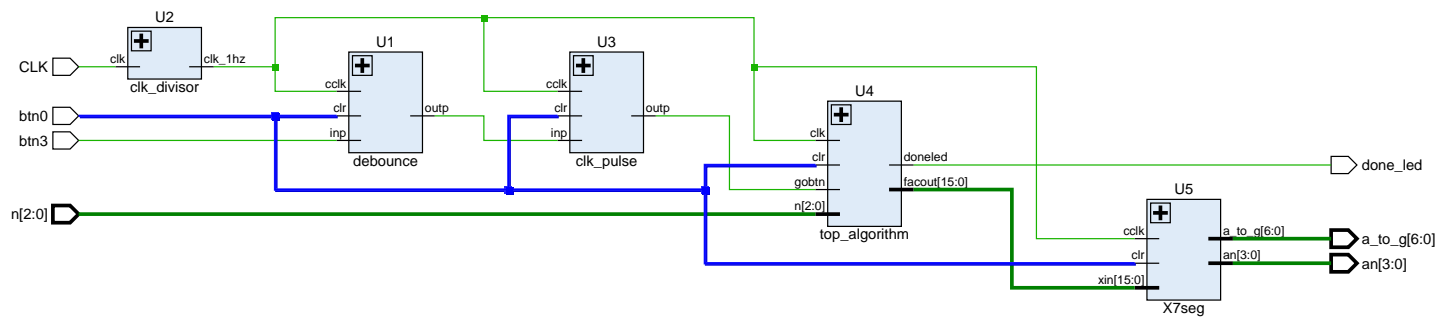 U2
CLK
clk
clk_1hz
clk_divisor
btn0
btn3
n[2:0]
U1
cclk
clr
inp
outp
debounce
U3
cclk
clr
inp
outp
clk_pulse
U4
clk
clr
gobtn
n[2:0]
doneled
facout[15:0]
top_algorithm
U5
cclk
clr
xin[15:0]
a_to_g[6:0]
an[3:0]
X7seg
done_led
a_to_g[6:0]
an[3:0]